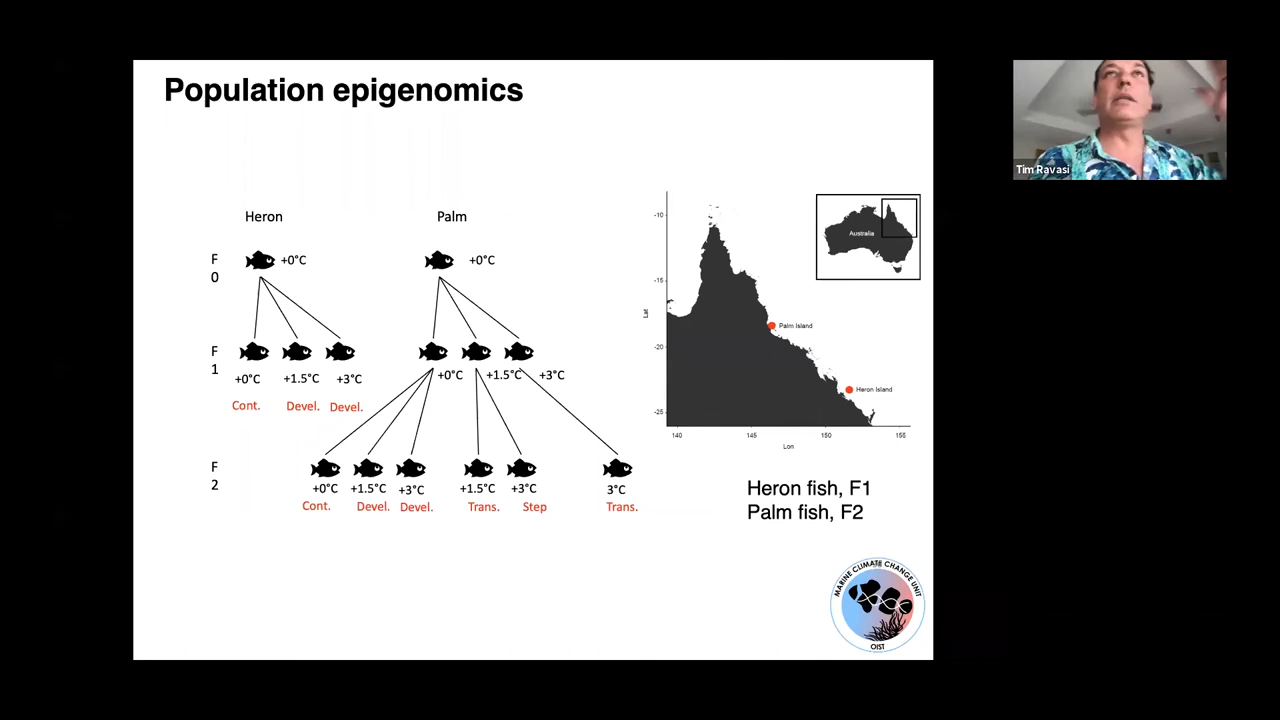 Population epigenomics
Tim Ravasi
Heron
Palm
F
0
+0°C
+0°C
F
1
+0°C
+1.5°C
+3°C
+0°C
+1.5°C
+3°C
Cont.
Devel.
Devel.
F
2
+0°C
+1.5°C
+3°C
+1.5°C
+3°C
3°C
Cont.
Devel.
Devel.
Trans.
Step
Trans.
Australia
-10
-15
-20
-25
Lat
Palm Island
Heron Island
140
145
150
155
Lon
Heron fish, F1
Palm fish, F2
MARINE CLIMATE CHANGE UNIT
OIST